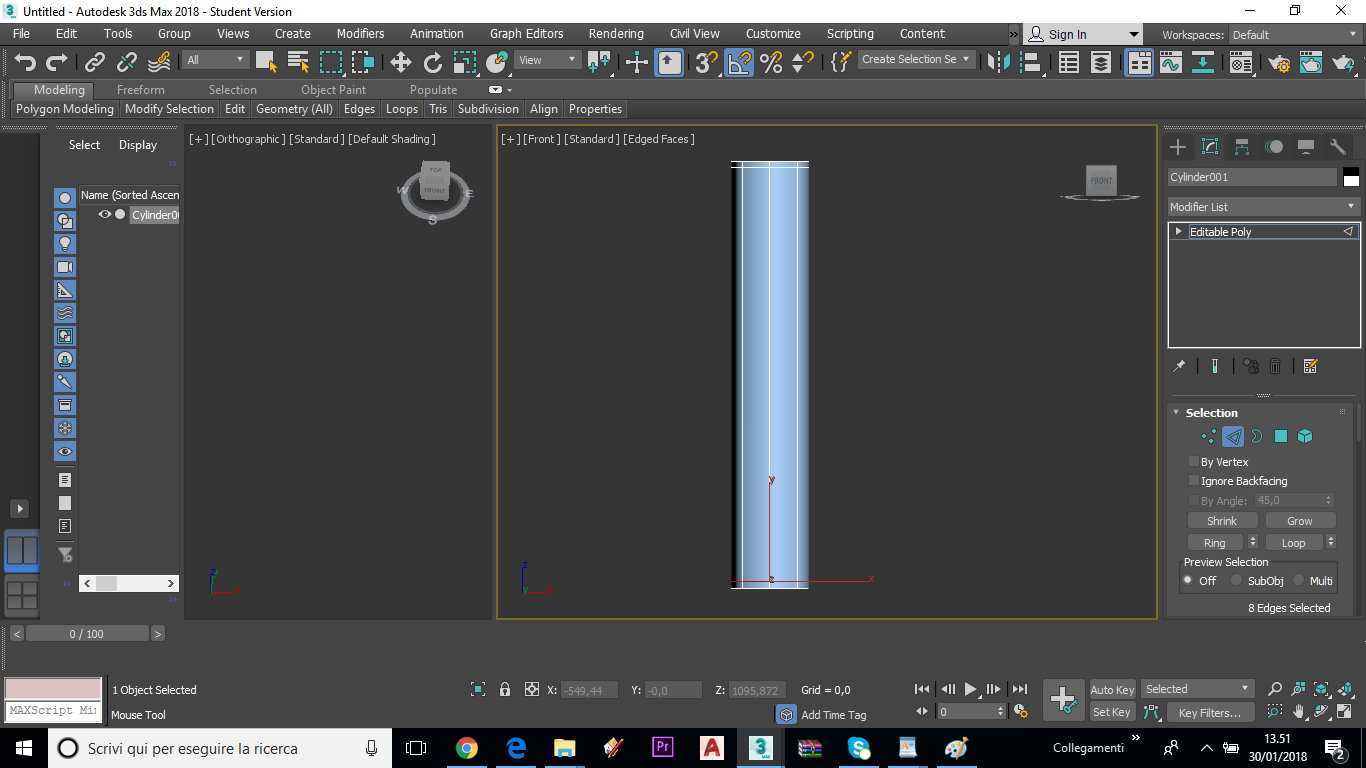 Untitled - Autodesk 3ds Max 2018 - Student Version
File Edit Tools Group Views Create Modifiers Animation Graph Editors Rendering Civil View Customize Scripting Content » Sign In Workspaces: Default
All View 3 Create Selection Se
Modeling Freeform Selection Object Paint Populate
Polygon Modeling Modify Selection Edit Geometry (All) Edges Loops Tris Subdivision Align Properties
Select Display
»
Name (Sorted Ascen
Cylinder00
»
»
[+] [Orthographic] [Standard] [Default Shading]
TOP
FRONT
W E
S
z
x
[+] [Front] [Standard] [Edged Faces]
FRONT
y
z x
z
y x
Cylinder001
Modifier List
Editable Poly
Selection
By Vertex
Ignore Backfacing
By Angle: 45,0
Shrink Grow
Ring Loop
Preview Selection
Off SubObj Multi
8 Edges Selected
< 0 / 100 >
MAXScript Mi
1 Object Selected
Mouse Tool
X: -549,44 Y: -0,0 Z: 1095,872 Grid = 0,0
Add Time Tag
0
Auto Key Selected
Set Key Key Filters...
Scrivi qui per eseguire la ricerca
Pr A 3 MAX S
Collegamenti »
13.51
30/01/2018
2